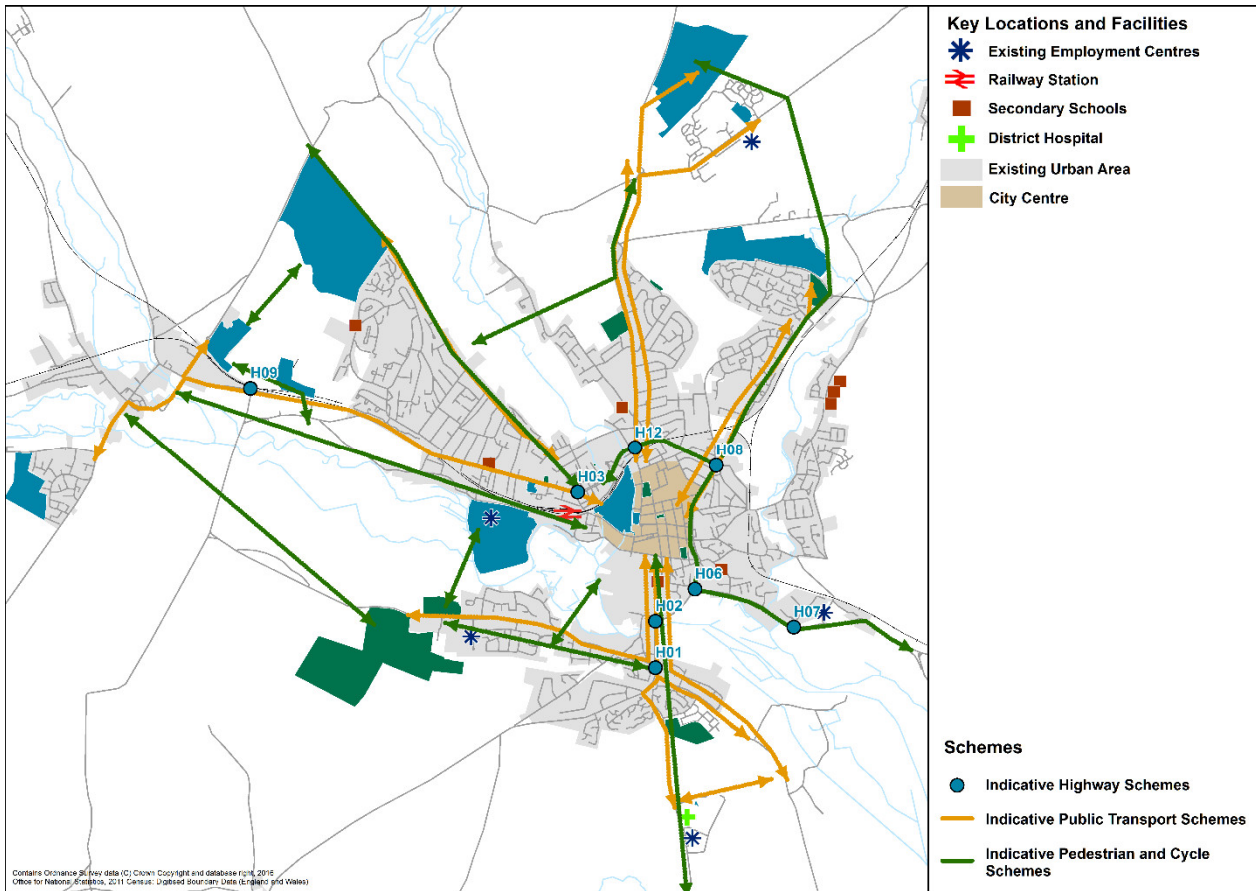 Key Locations and Facilities
Existing Employment Centres
Railway Station
Secondary Schools
District Hospital
Existing Urban Area
City Centre
H09
H12
H08
H03
H06
H07
H02
H01
Schemes
Indicative Highway Schemes
Indicative Public Transport Schemes
Indicative Pedestrian and Cycle
Schemes
Contains Ordnance Survey data (C) Crown Copyright and database right, 2016
Office for National Statistics, 2011 Census: Digitised Boundary Data (England and Wales)